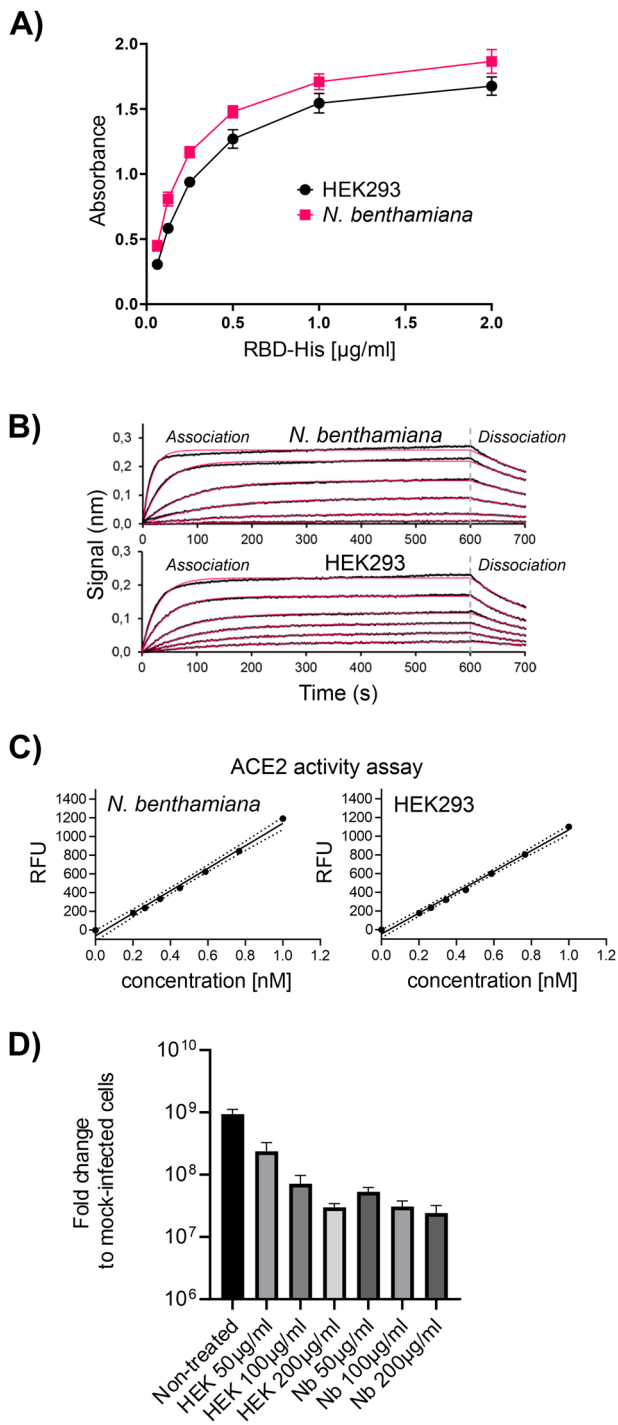 A)
2.0
1.5
1.0
0.5
0.0
Absorbance
HEK293
N. benthamiana
0.0 0.5 1.0 1.5 2.0
RBD-His [µg/ml]
B)
Signal (nm)
0,3
0,2
0,1
0,0
Association N. benthamiana Dissociation
0 100 200 300 400 500 600 700
0,3
0,2
0,1
0,0
Association HEK293 Dissociation
0 100 200 300 400 500 600 700
Time (s)
C)
ACE2 activity assay
N. benthamiana
RFU
1400
1200
1000
800
600
400
200
0
0.0 0.2 0.4 0.6 0.8 1.0 1.2
concentration [nM]
HEK293
RFU
1400
1200
1000
800
600
400
200
0
0.0 0.2 0.4 0.6 0.8 1.0 1.2
concentration [nM]
D)
Fold change
to mock-infected cells
10¹⁰
10⁹
10⁸
10⁷
10⁶
Non-treated
HEK 50µg/ml
HEK 100µg/ml
HEK 200µg/ml
Nb 50µg/ml
Nb 100µg/ml
Nb 200µg/ml